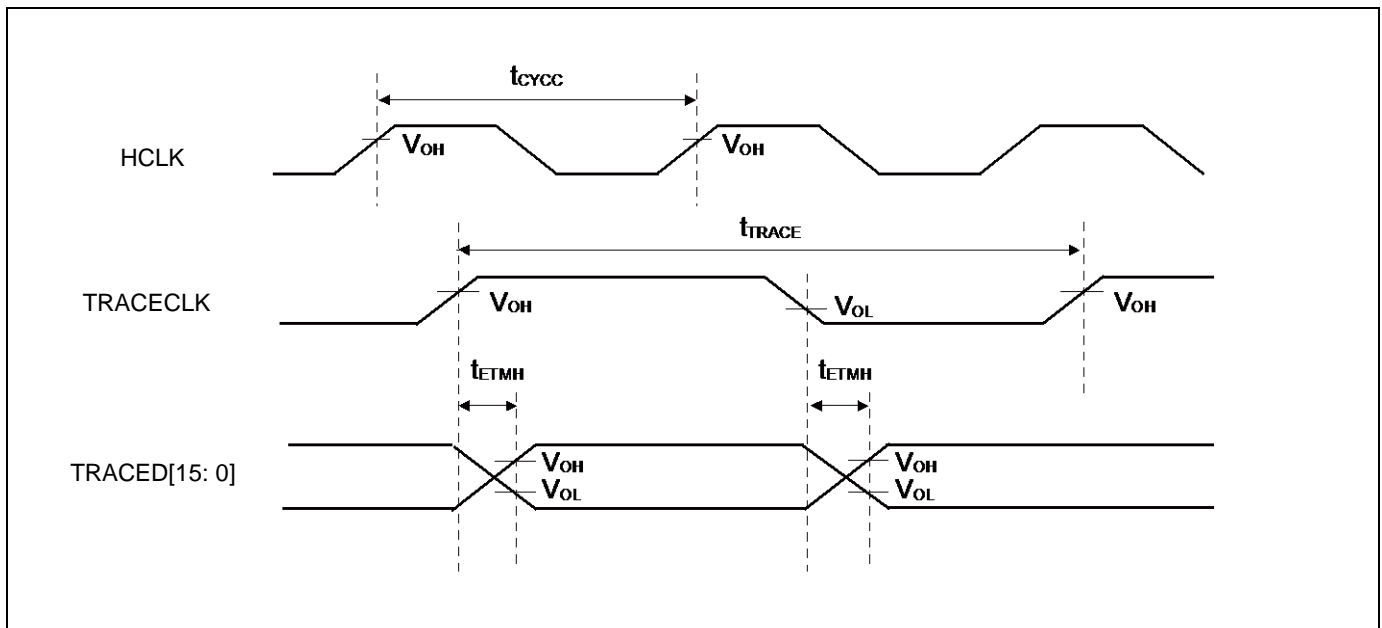 tCYCC
HCLK
VOH
VOH
tTRACE
TRACECLK
VOH
VOL
VOH
tETMH
tETMH
TRACED[15: 0]
VOH
VOL
VOH
VOL